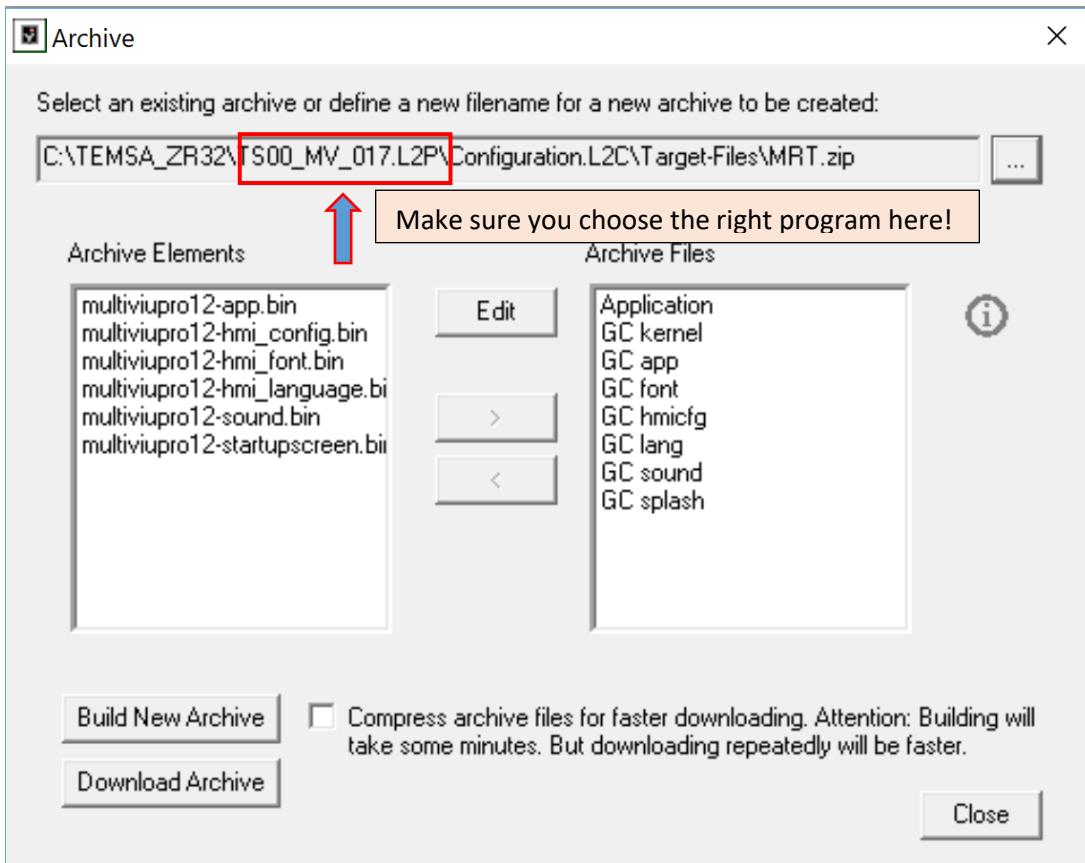 Archive
Select an existing archive or define a new filename for a new archive to be created:
C:\TEMSA_ZR32\TS00_MV_017.L2P\Configuration.L2C\Target-Files\MRT.zip
...
Make sure you choose the right program here!
Archive Elements
Archive Files
multiviupro12-app.bin
multiviupro12-hmi_config.bin
multiviupro12-hmi_font.bin
multiviupro12-hmi_language.bi
multiviupro12-sound.bin
multiviupro12-startupscreen.bin
Edit
>
<
Application
GC kernel
GC app
GC font
GC hmicfg
GC lang
GC sound
GC splash
Build New Archive
Compress archive files for faster downloading. Attention: Building will
take some minutes. But downloading repeatedly will be faster.
Download Archive
Close